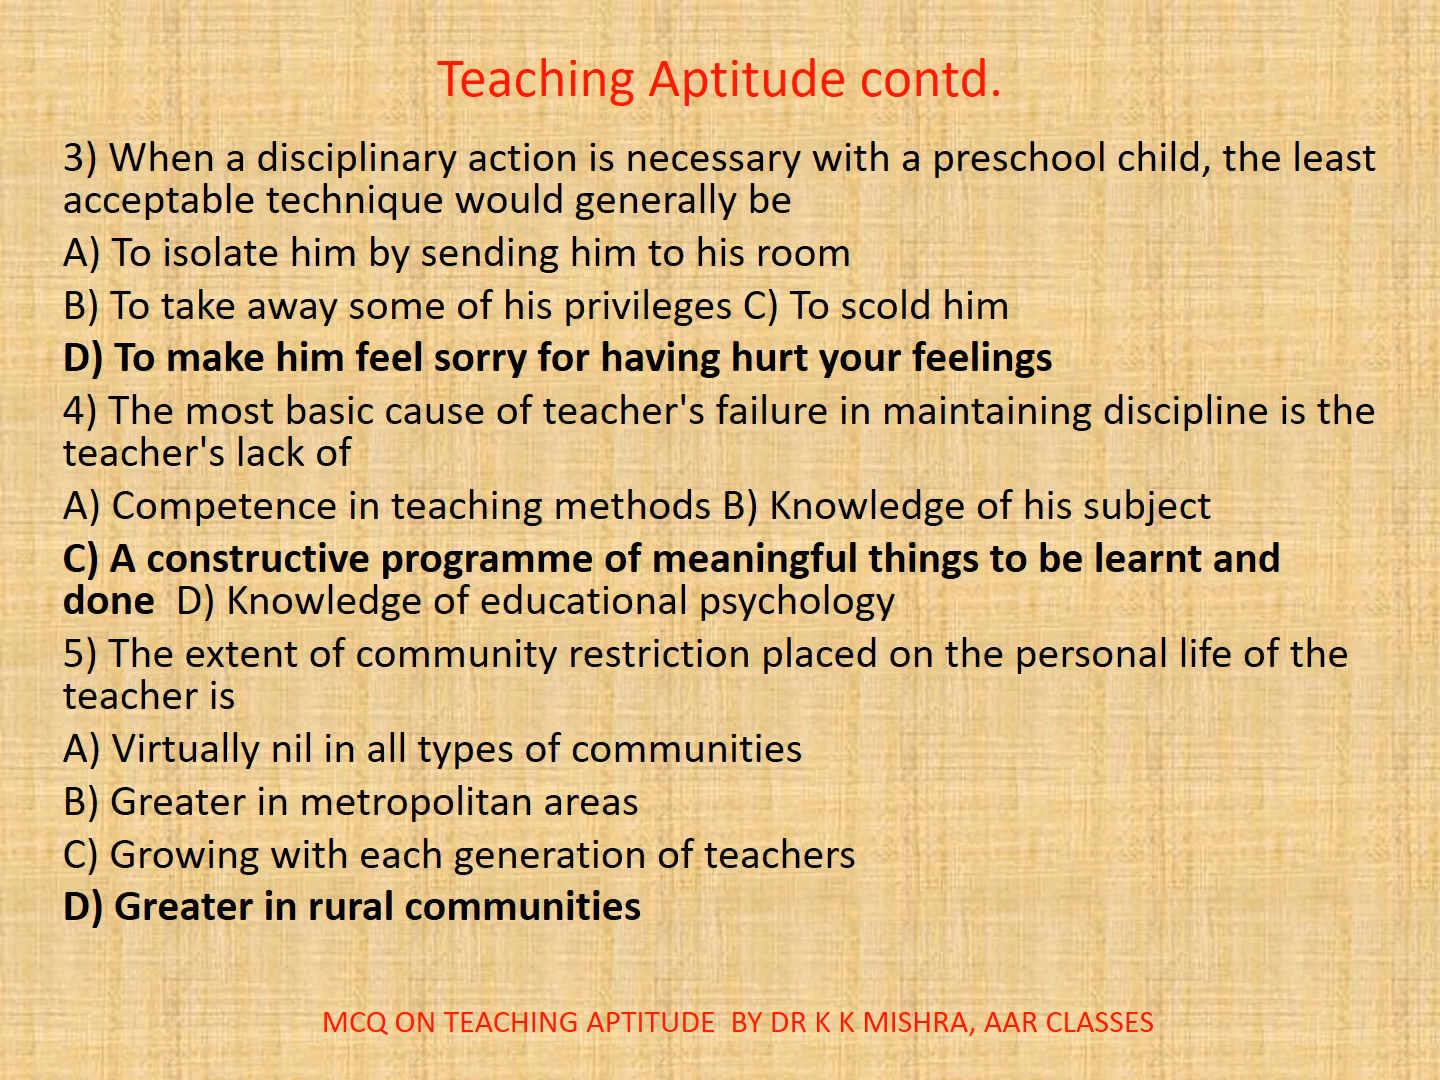 Teaching Aptitude contd.
3) When a disciplinary action is necessary with a preschool child, the least
acceptable technique would generally be
A) To isolate him by sending him to his room
B) To take away some of his privileges C) To scold him
D) To make him feel sorry for having hurt your feelings
4) The most basic cause of teacher's failure in maintaining discipline is the
teacher's lack of
A) Competence in teaching methods B) Knowledge of his subject
C) A constructive programme of meaningful things to be learnt and
done  D) Knowledge of educational psychology
5) The extent of community restriction placed on the personal life of the
teacher is
A) Virtually nil in all types of communities
B) Greater in metropolitan areas
C) Growing with each generation of teachers
D) Greater in rural communities
MCQ ON TEACHING APTITUDE  BY DR K K MISHRA, AAR CLASSES